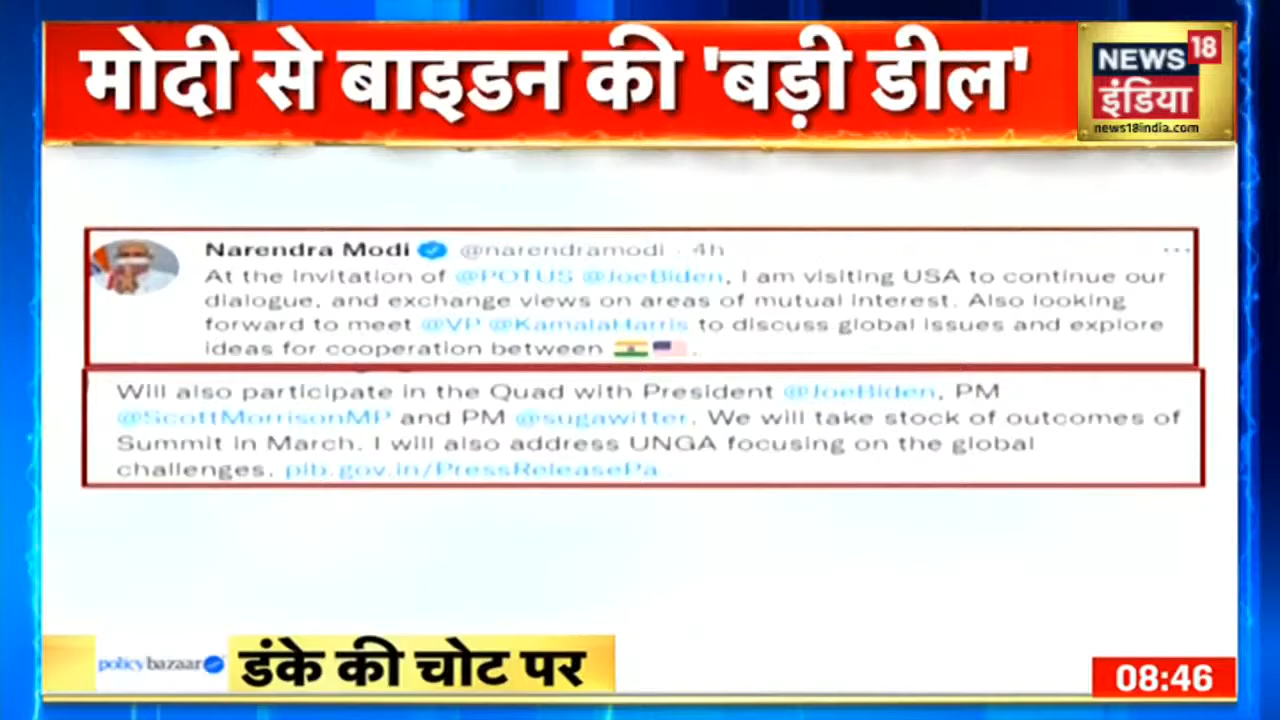 मोदी से बाइडन की 'बड़ी डील'
NEWS 18
इंडिया
news18india.com
Narendra Modi @narendramodi · 4h
At the invitation of @POTUS @JoeBiden, I am visiting USA to continue our
dialogue, and exchange views on areas of mutual interest. Also looking
forward to meet @VP @KamalaHarris to discuss global issues and explore
ideas for cooperation between 🇮🇳🇺🇸.
Will also participate in the Quad with President @JoeBiden, PM
@ScottMorrisonMP and PM @sugawitter. We will take stock of outcomes of
Summit in March. I will also address UNGA focusing on the global
challenges. pib.gov.in/PressReleasePa
policybazaar डंके की चोट पर
08:46